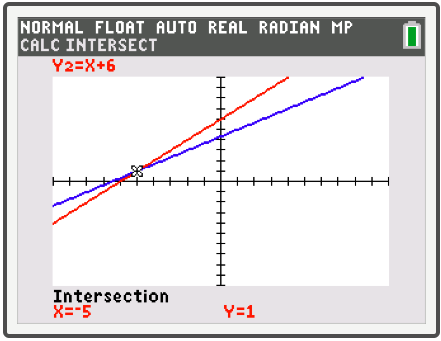 NORMAL FLOAT AUTO REAL RADIAN MP
CALC INTERSECT
Y₂=X+6
Intersection
X=⁻5 Y=1